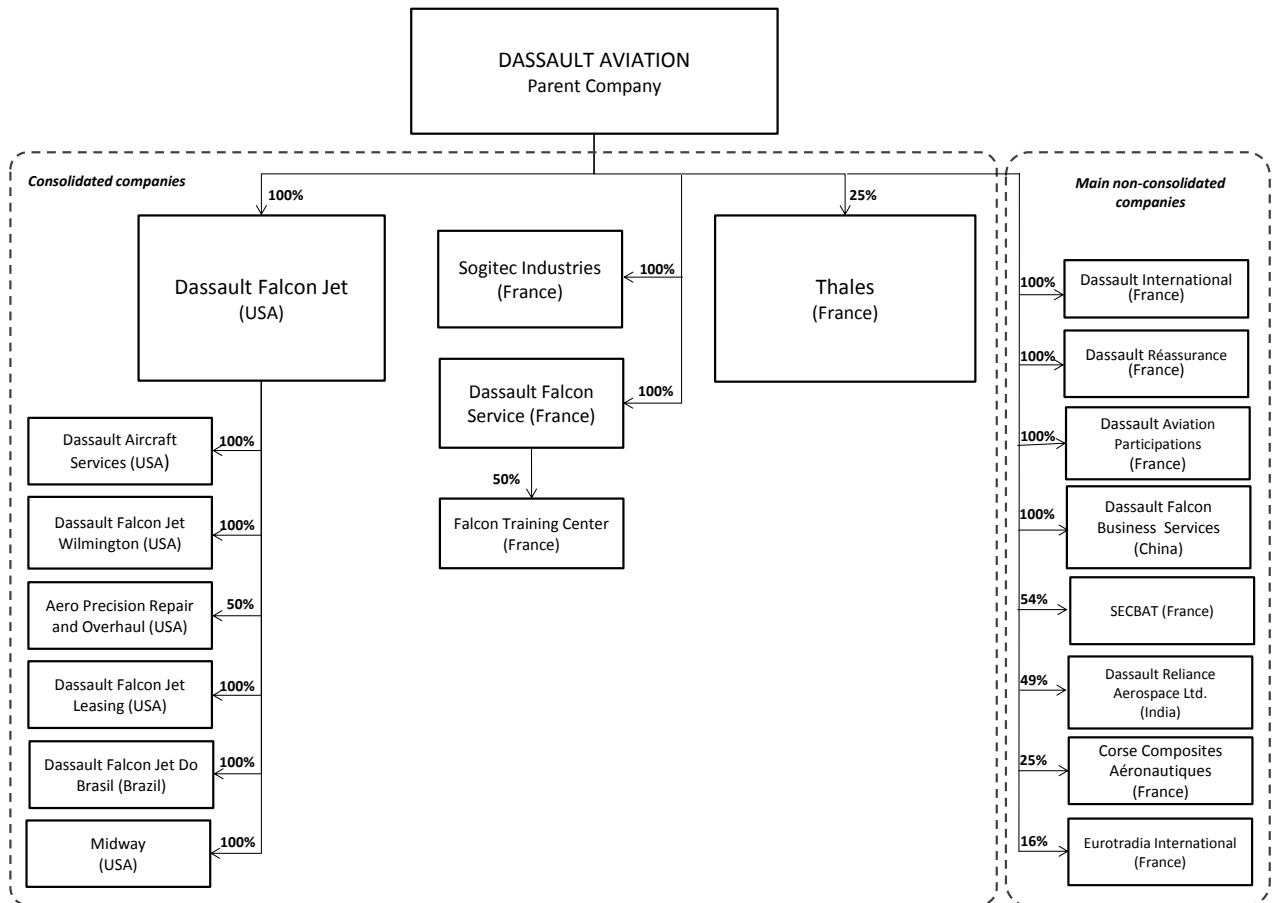 DASSAULT AVIATION
Parent Company
Consolidated companies
Main non-consolidated
companies
100%
Dassault Falcon Jet
(USA)
100%
Dassault Aircraft
Services (USA)
100%
Dassault Falcon Jet
Wilmington (USA)
50%
Aero Precision Repair
and Overhaul (USA)
100%
Dassault Falcon Jet
Leasing (USA)
100%
Dassault Falcon Jet Do
Brasil (Brazil)
100%
Midway
(USA)
Sogitec Industries
(France)
100%
Dassault Falcon
Service (France)
100%
50%
Falcon Training Center
(France)
25%
Thales
(France)
100%
Dassault International
(France)
100%
Dassault Réassurance
(France)
100%
Dassault Aviation
Participations
(France)
100%
Dassault Falcon
Business Services
(China)
54%
SECBAT (France)
49%
Dassault Reliance
Aerospace Ltd.
(India)
25%
Corse Composites
Aéronautiques
(France)
16%
Eurotradia International
(France)